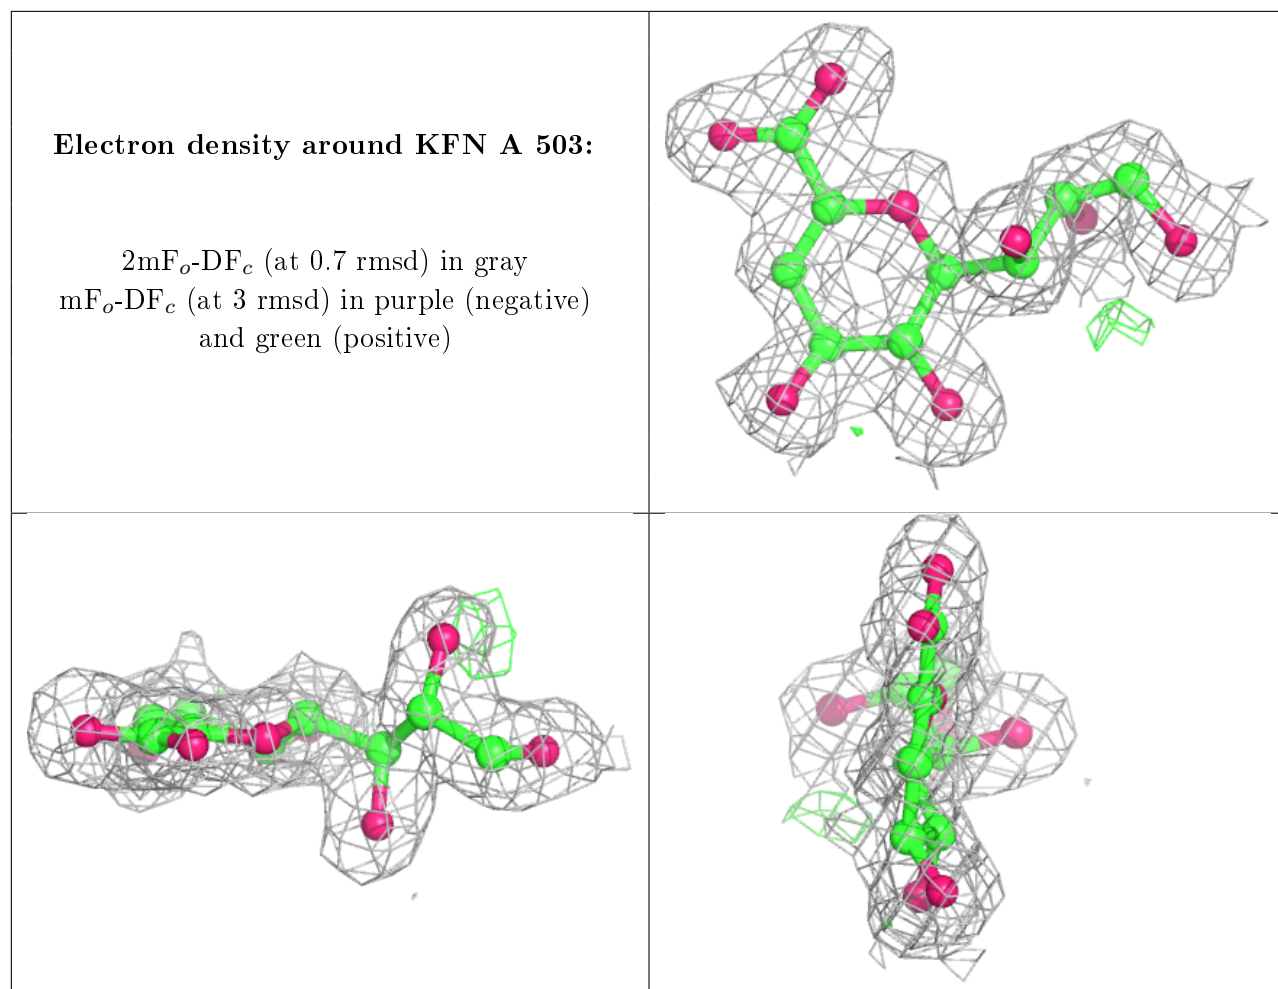 Electron density around KFN A 503:
2mFo-DFc (at 0.7 rmsd) in gray
mFo-DFc (at 3 rmsd) in purple (negative)
and green (positive)